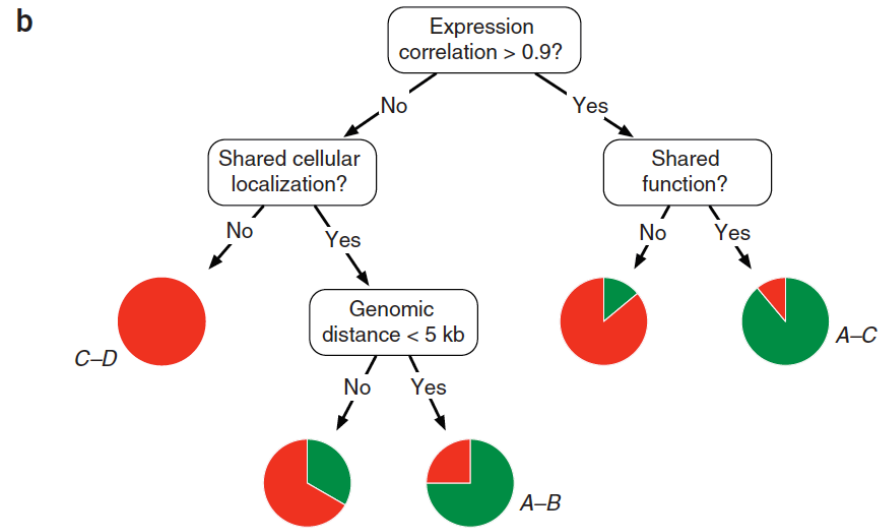 b
Expression
correlation > 0.9?
No
Yes
Shared cellular
localization?
Shared
function?
No
Yes
No
Yes
C–D
Genomic
distance < 5 kb
A–C
No
Yes
A–B